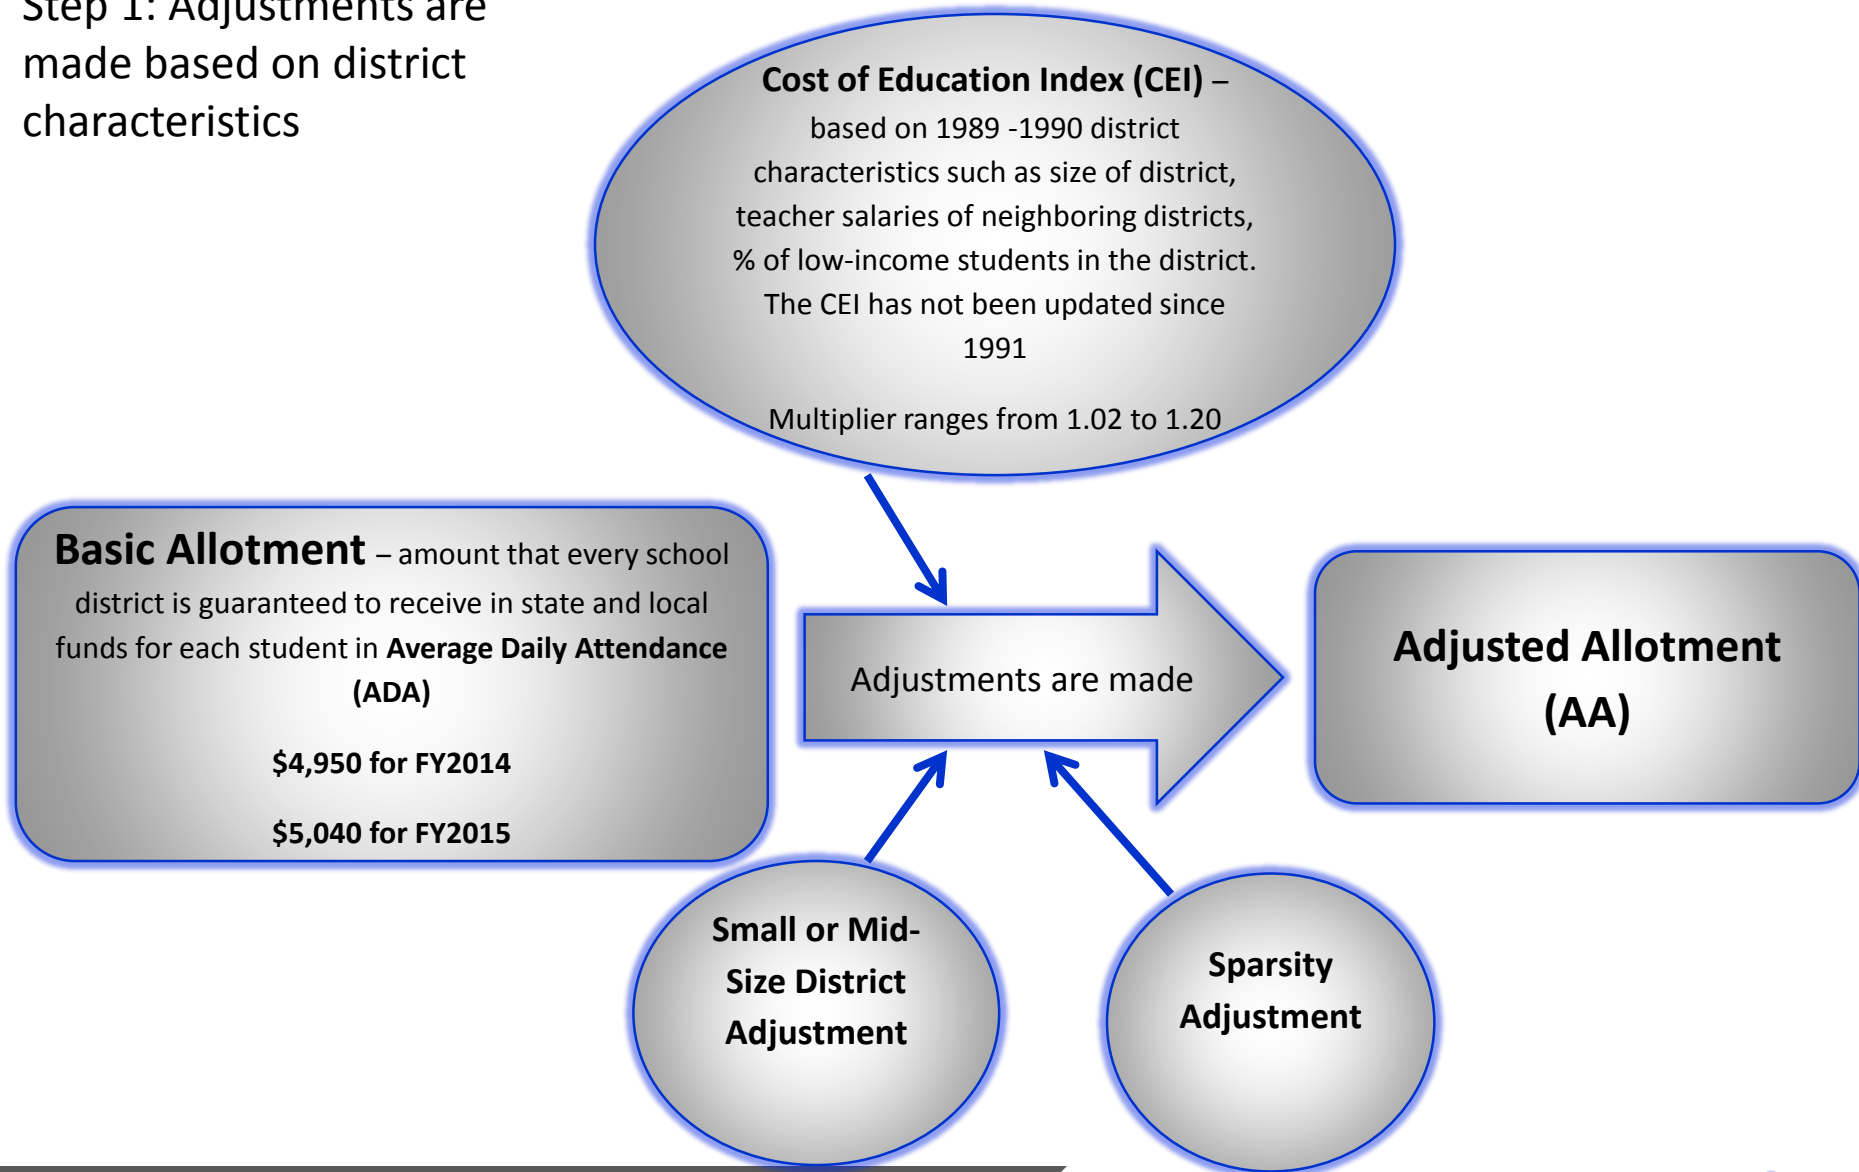 Step 1: Adjustments are
made based on district
characteristics
Cost of Education Index (CEI) –
based on 1989 -1990 district
characteristics such as size of district,
teacher salaries of neighboring districts,
% of low-income students in the district.
The CEI has not been updated since
1991
Multiplier ranges from 1.02 to 1.20
Basic Allotment – amount that every school
district is guaranteed to receive in state and local
funds for each student in Average Daily Attendance
(ADA)
$4,950 for FY2014
$5,040 for FY2015
Adjustments are made
Adjusted Allotment
(AA)
Small or Mid-
Size District
Adjustment
Sparsity
Adjustment